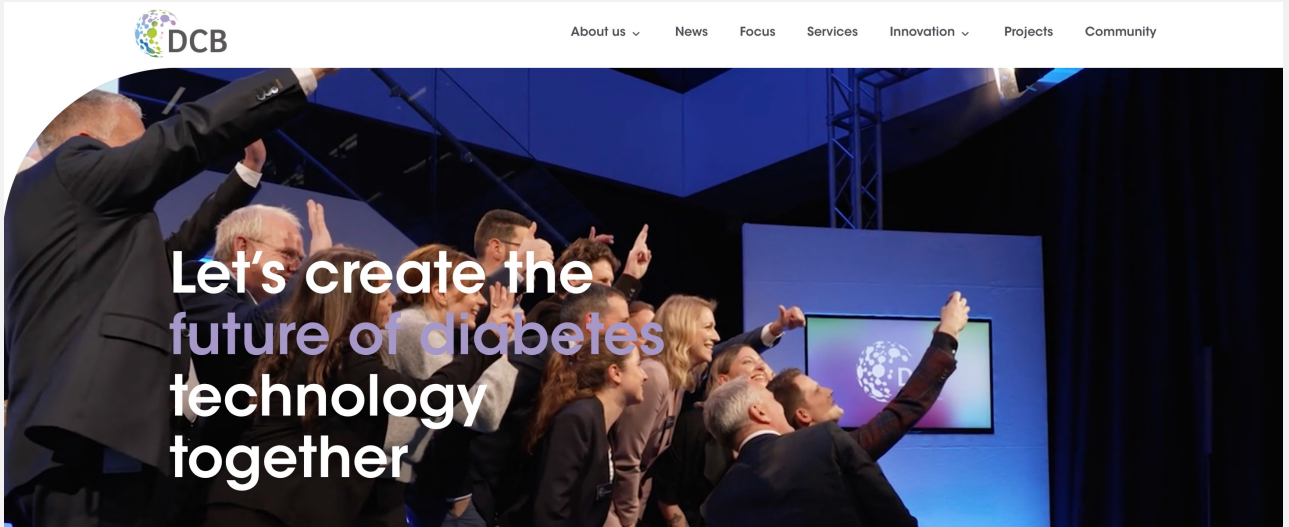 DCB
About us
News
Focus
Services
Innovation
Projects
Community
Let's create the
future of diabetes
technology
together
D